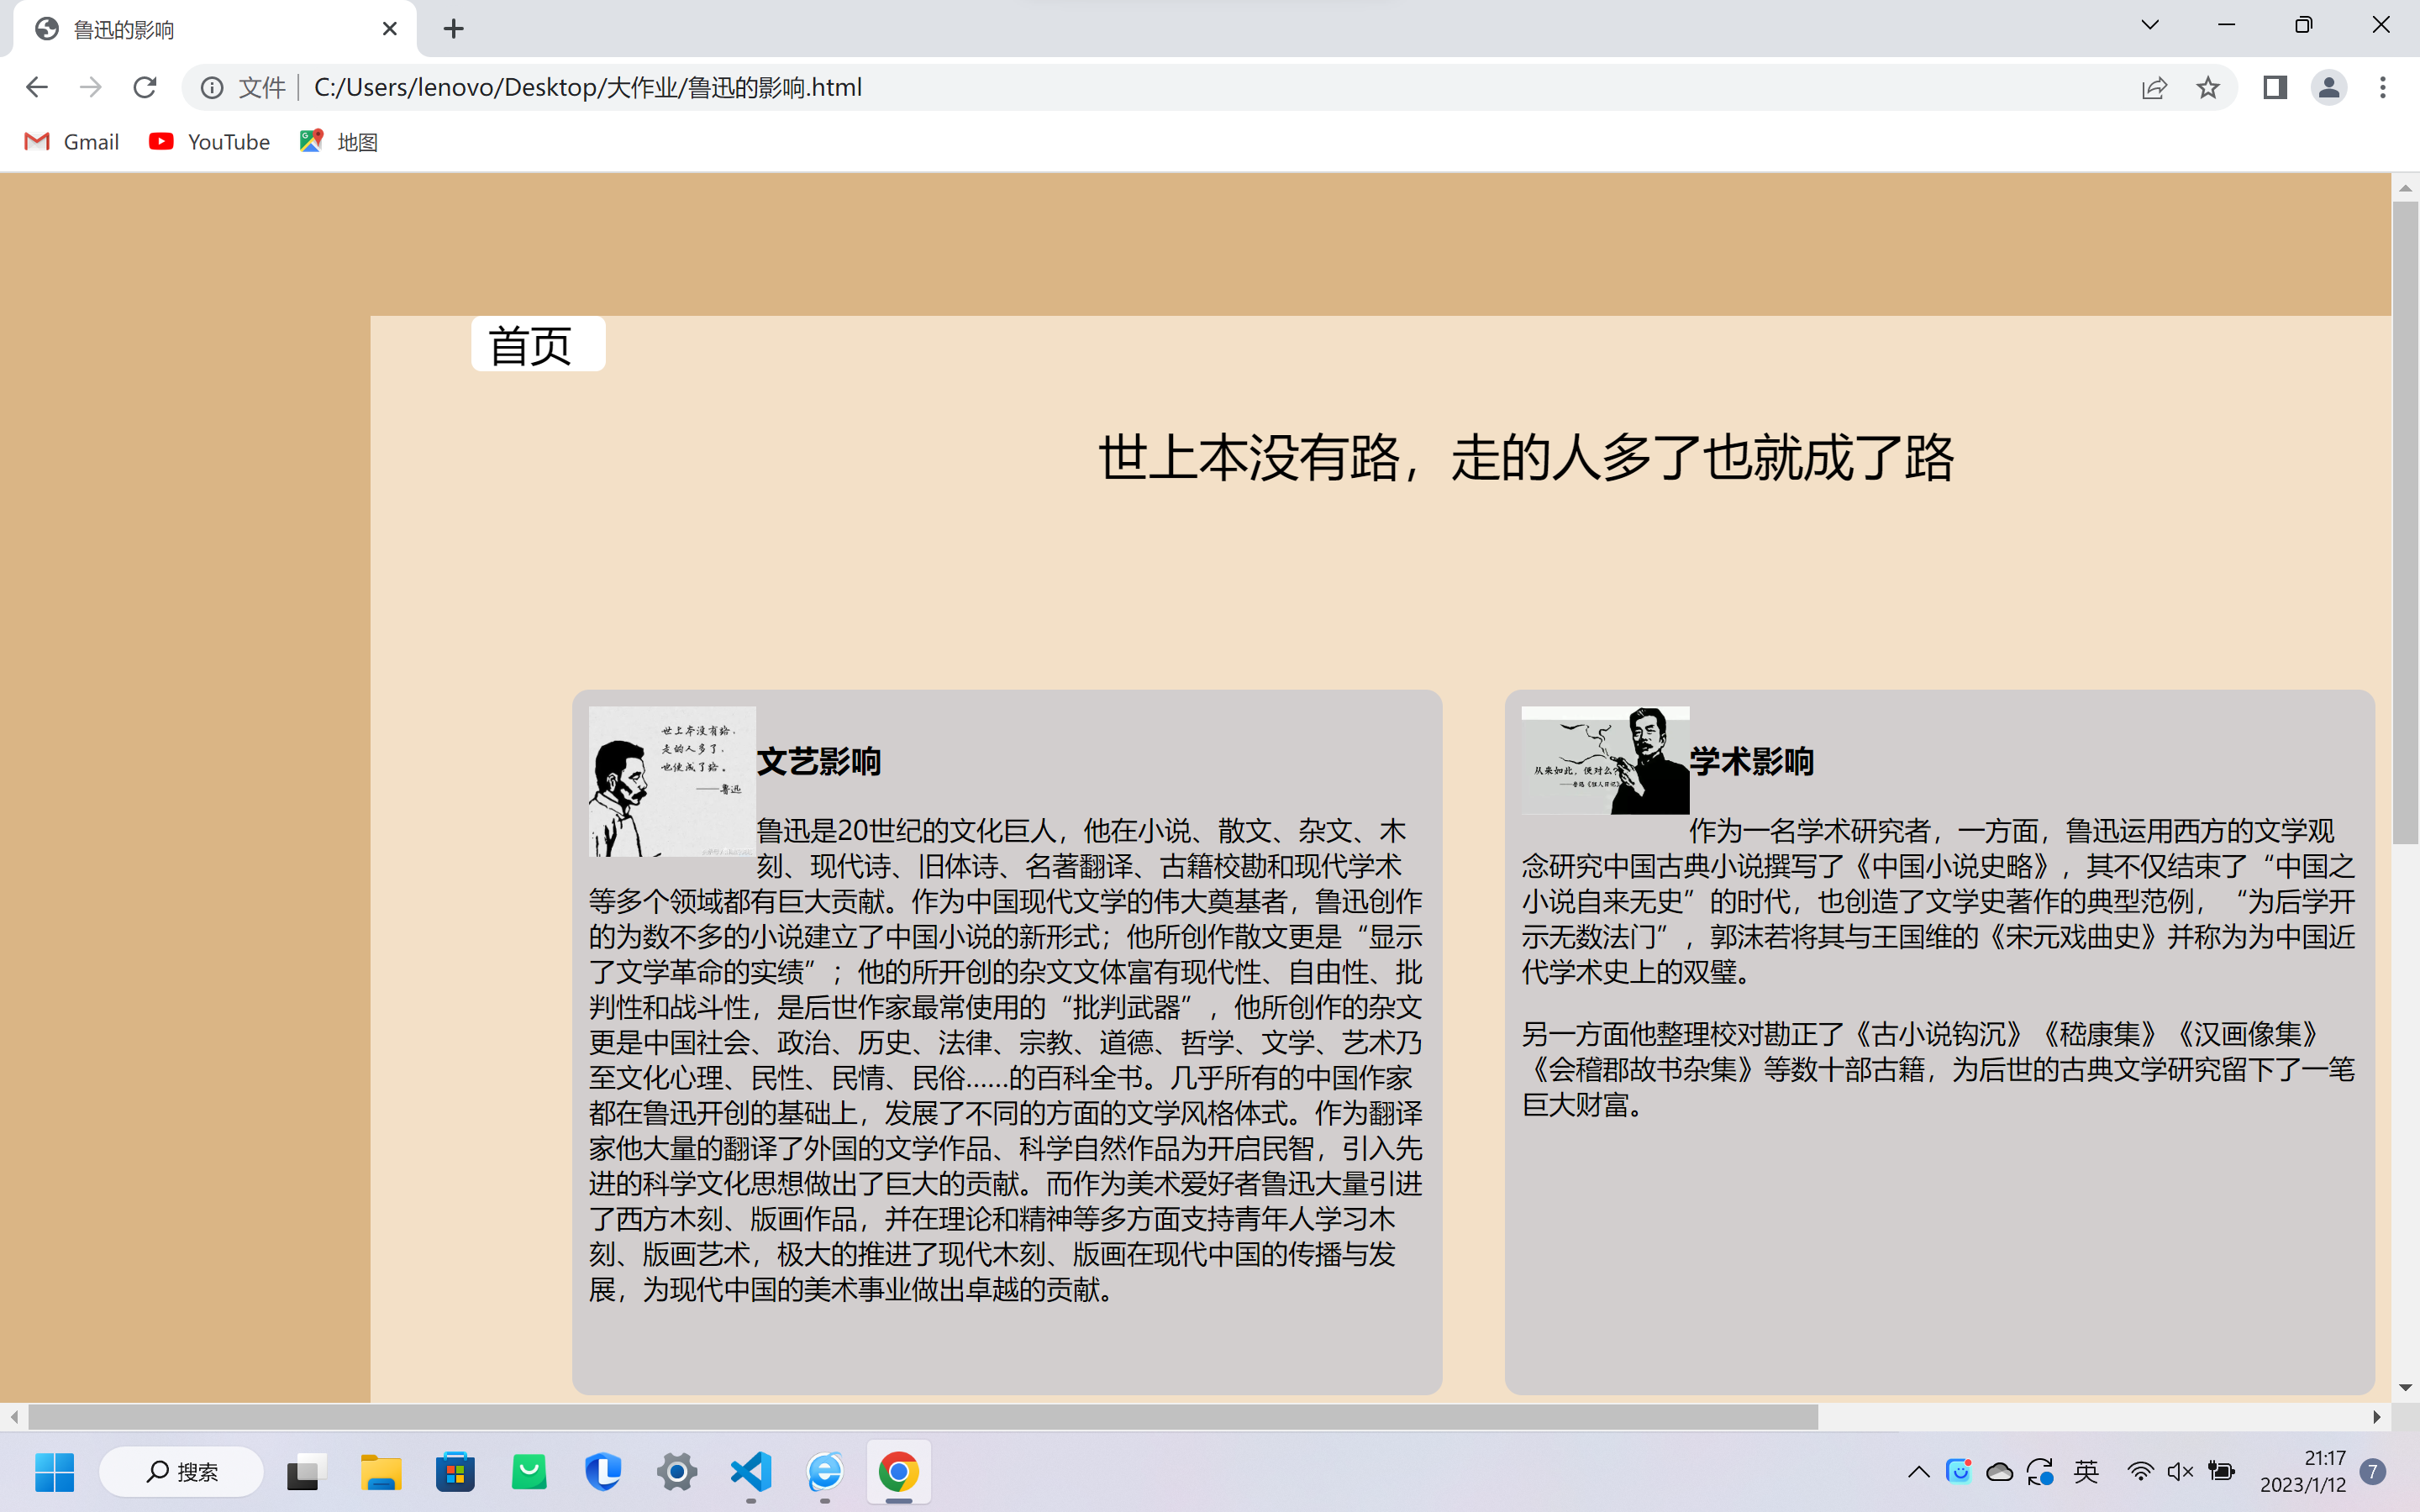 鲁迅的影响
文件 C:/Users/lenovo/Desktop/大作业/鲁迅的影响.html
Gmail YouTube 地图
首页
世上本没有路，走的人多了也就成了路
世上本没有路，
走的人多了，
也便成了路。
——鲁迅
文艺影响
鲁迅是20世纪的文化巨人，他在小说、散文、杂文、木
刻、现代诗、旧体诗、名著翻译、古籍校勘和现代学术
等多个领域都有巨大贡献。作为中国现代文学的伟大奠基者，鲁迅创作
的为数不多的小说建立了中国小说的新形式；他所创作散文更是“显示
了文学革命的实绩”；他的所开创的杂文文体富有现代性、自由性、批
判性和战斗性，是后世作家最常使用的“批判武器”，他所创作的杂文
更是中国社会、政治、历史、法律、宗教、道德、哲学、文学、艺术乃
至文化心理、民性、民情、民俗……的百科全书。几乎所有的中国作家
都在鲁迅开创的基础上，发展了不同的方面的文学风格体式。作为翻译
家他大量的翻译了外国的文学作品、科学自然作品为开启民智，引入先
进的科学文化思想做出了巨大的贡献。而作为美术爱好者鲁迅大量引进
了西方木刻、版画作品，并在理论和精神等多方面支持青年人学习木
刻、版画艺术，极大的推进了现代木刻、版画在现代中国的传播与发
展，为现代中国的美术事业做出卓越的贡献。
从来如此，便对么？
——鲁迅《狂人日记》
学术影响
作为一名学术研究者，一方面，鲁迅运用西方的文学观
念研究中国古典小说撰写了《中国小说史略》，其不仅结束了“中国之
小说自来无史”的时代，也创造了文学史著作的典型范例，“为后学开
示无数法门”，郭沫若将其与王国维的《宋元戏曲史》并称为为中国近
代学术史上的双璧。
另一方面他整理校对勘正了《古小说钩沉》《嵇康集》《汉画像集》
《会稽郡故书杂集》等数十部古籍，为后世的古典文学研究留下了一笔
巨大财富。
搜索
英
21:17
2023/1/12
7